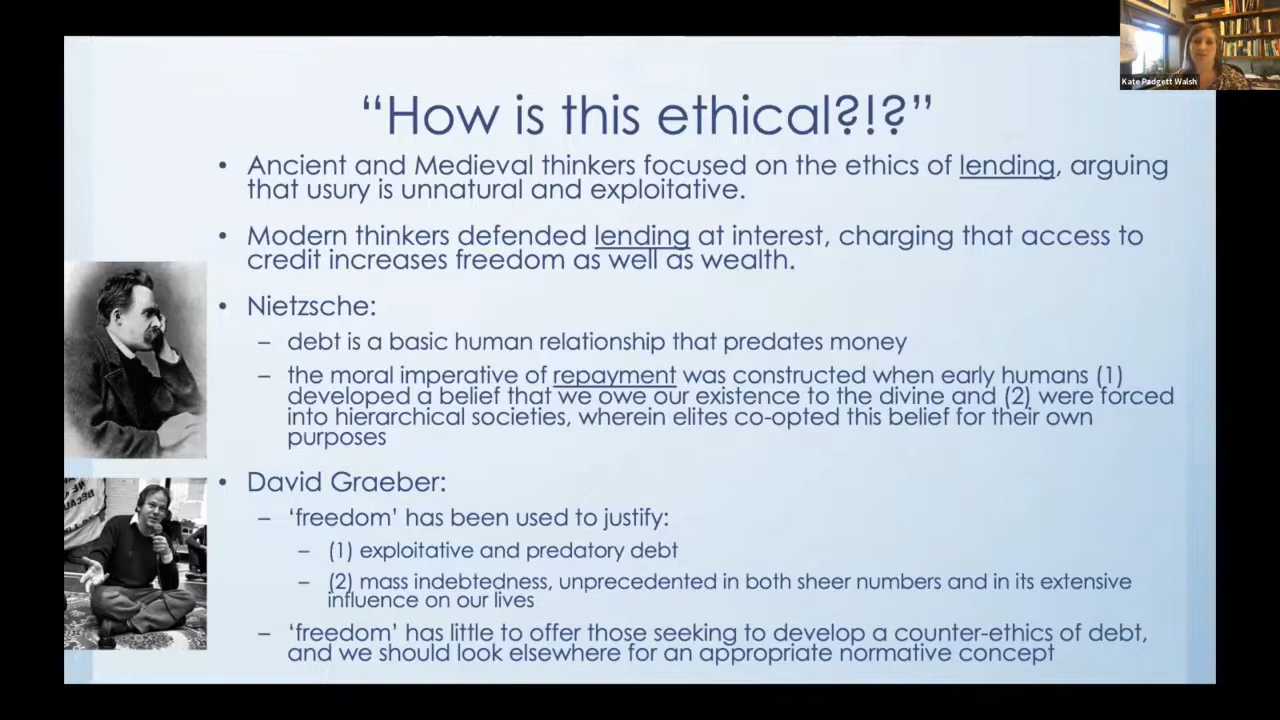 Kate Padgett Walsh
“How is this ethical?!?”
• Ancient and Medieval thinkers focused on the ethics of lending, arguing
that usury is unnatural and exploitative.
• Modern thinkers defended lending at interest, charging that access to
credit increases freedom as well as wealth.
• Nietzsche:
– debt is a basic human relationship that predates money
– the moral imperative of repayment was constructed when early humans (1)
developed a belief that we owe our existence to the divine and (2) were forced
into hierarchical societies, wherein elites co-opted this belief for their own
purposes
• David Graeber:
– ‘freedom’ has been used to justify:
– (1) exploitative and predatory debt
– (2) mass indebtedness, unprecedented in both sheer numbers and in its extensive
influence on our lives
– ‘freedom’ has little to offer those seeking to develop a counter-ethics of debt,
and we should look elsewhere for an appropriate normative concept